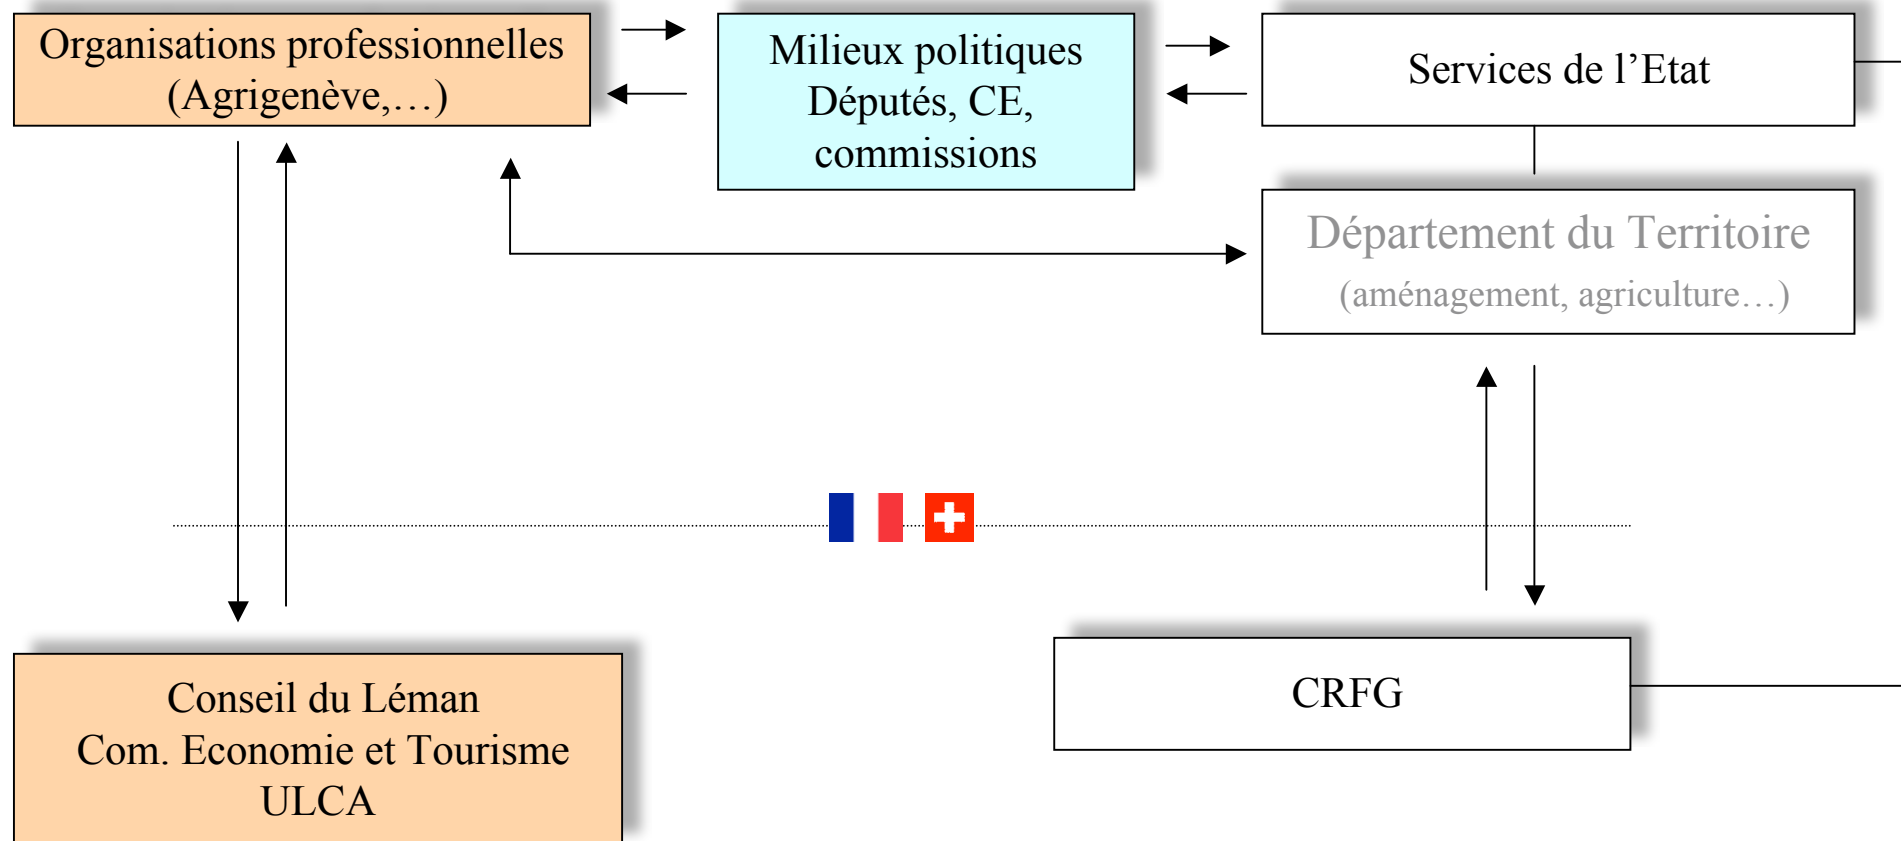 Organisations professionnelles
(Agrigenève,…)
Milieux politiques
Députés, CE,
commissions
Services de l’Etat
Département du Territoire
(aménagement, agriculture…)
Conseil du Léman
Com. Economie et Tourisme
ULCA
CRFG